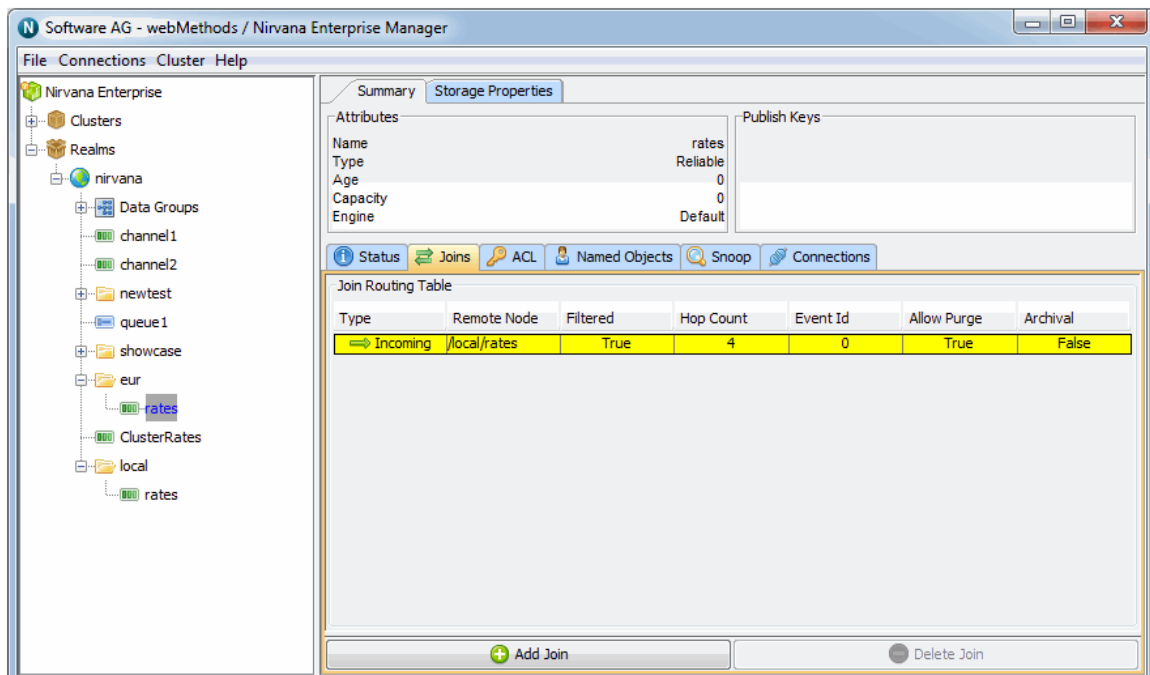 Software AG - webMethods / Nirvana Enterprise Manager
File Connections Cluster Help
Nirvana Enterprise
Clusters
Realms
nirvana
Data Groups
channel1
channel2
newtest
queue1
showcase
eur
rates
ClusterRates
local
rates
Summary Storage Properties
Attributes
Name rates
Type Reliable
Age 0
Capacity 0
Engine Default
Publish Keys
Status Joins ACL Named Objects Snoop Connections
Join Routing Table
Type Remote Node Filtered Hop Count Event Id Allow Purge Archival
Incoming /local/rates True 4 0 True False
Add Join Delete Join